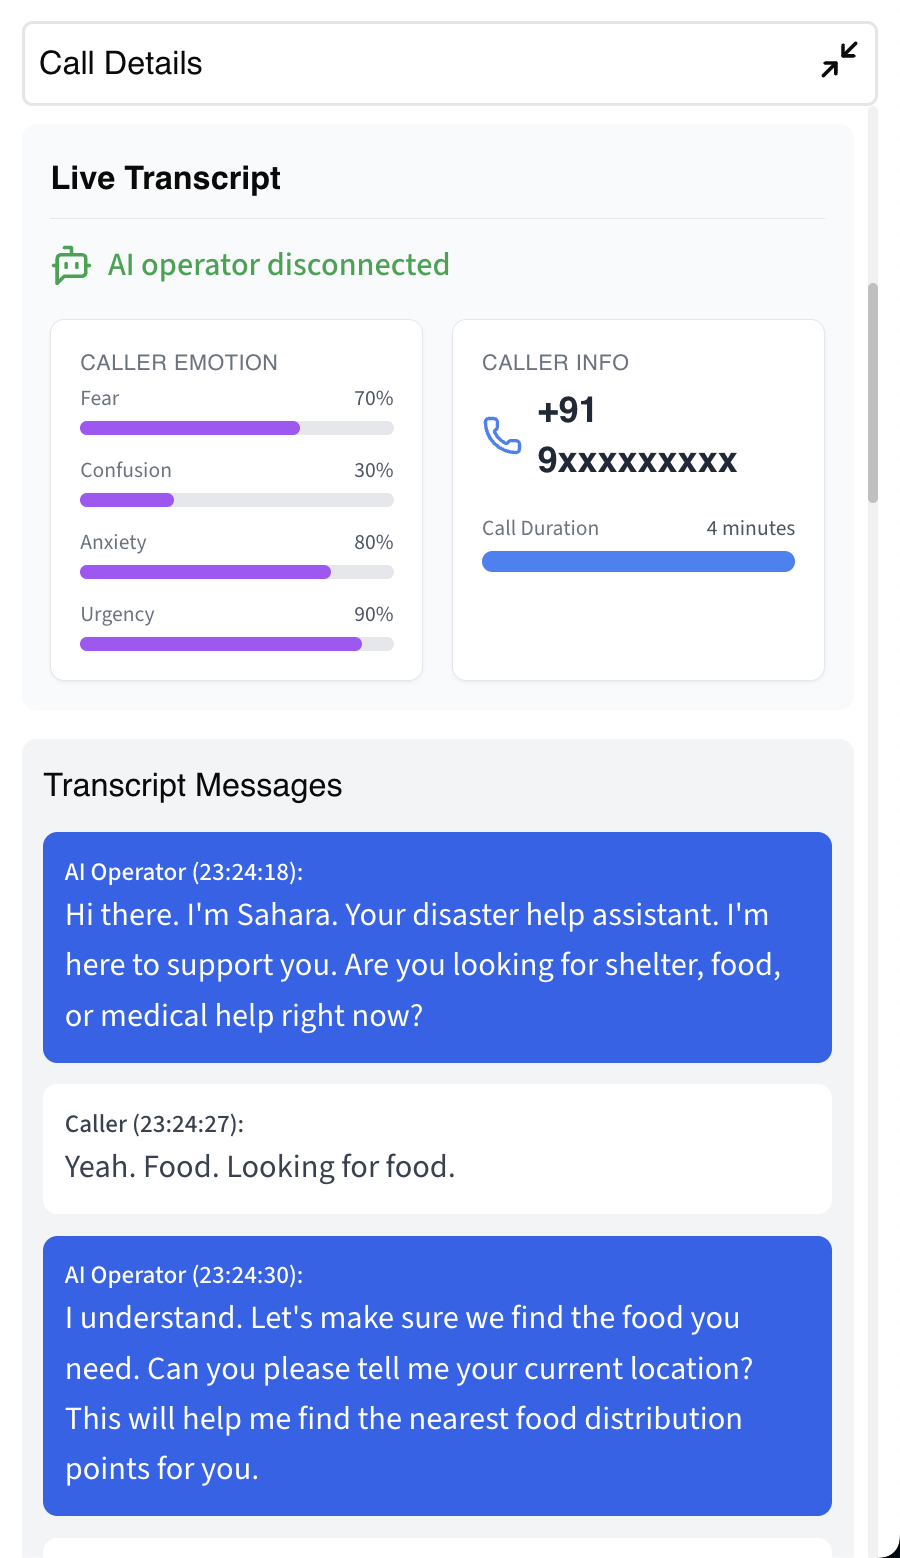 Call Details
Live Transcript
AI operator disconnected
CALLER EMOTION
Fear 70%
Confusion 30%
Anxiety 80%
Urgency 90%
CALLER INFO
+91
9xxxxxxxxx
Call Duration 4 minutes
Transcript Messages
AI Operator (23:24:18):
Hi there. I'm Sahara. Your disaster help assistant. I'm
here to support you. Are you looking for shelter, food,
or medical help right now?
Caller (23:24:27):
Yeah. Food. Looking for food.
AI Operator (23:24:30):
I understand. Let's make sure we find the food you
need. Can you please tell me your current location?
This will help me find the nearest food distribution
points for you.